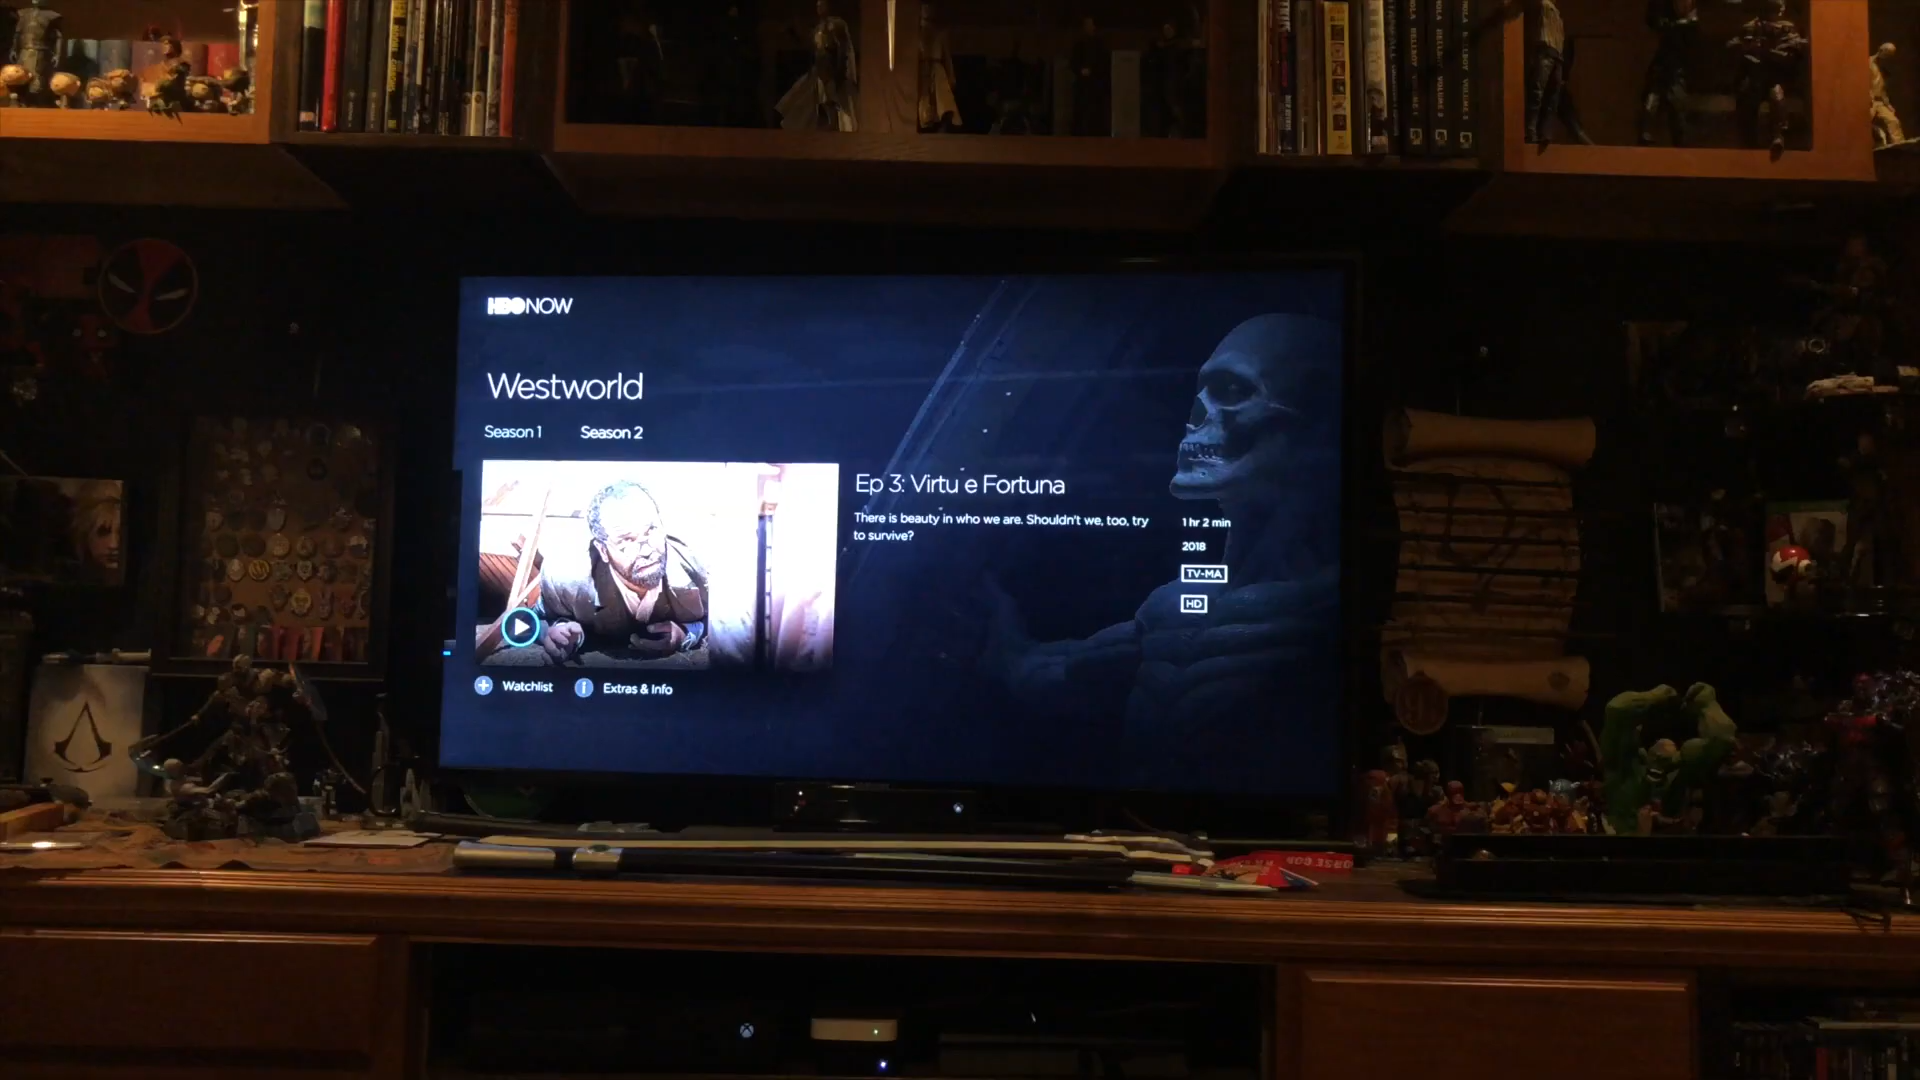 HBO NOW
Westworld
Season 1
Season 2
Ep 3: Virtu e Fortuna
There is beauty in who we are. Shouldn't we, too, try
to survive?
1 hr 2 min
2018
TV-MA
HD
Watchlist
Extras & Info